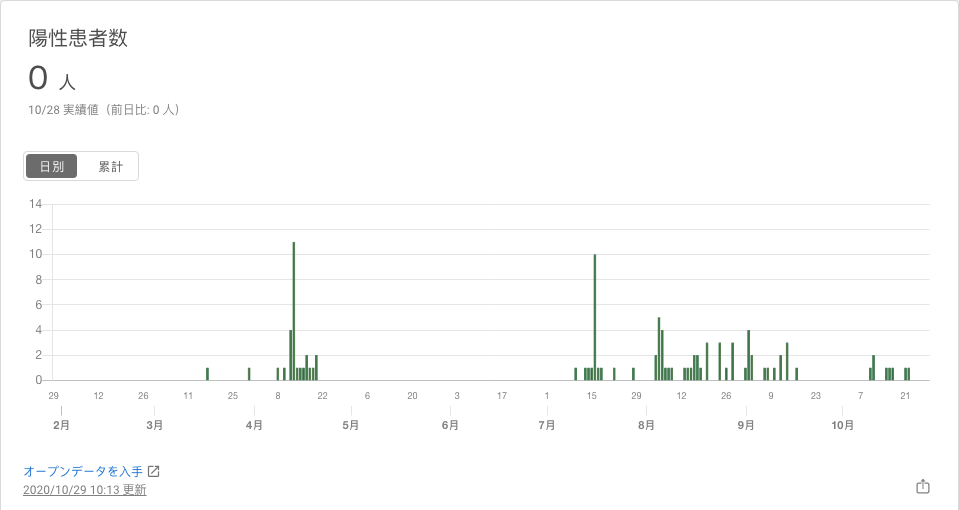 陽性患者数
0 人
10/28 実績値（前日比: 0 人）
日別 累計
14
12
10
8
6
4
2
0
29 12 26 11 25 8 22 6 20 3 17 1 15 29 12 26 9 23 7 21
2月 3月 4月 5月 6月 7月 8月 9月 10月
オープンデータを入手
2020/10/29 10:13 更新